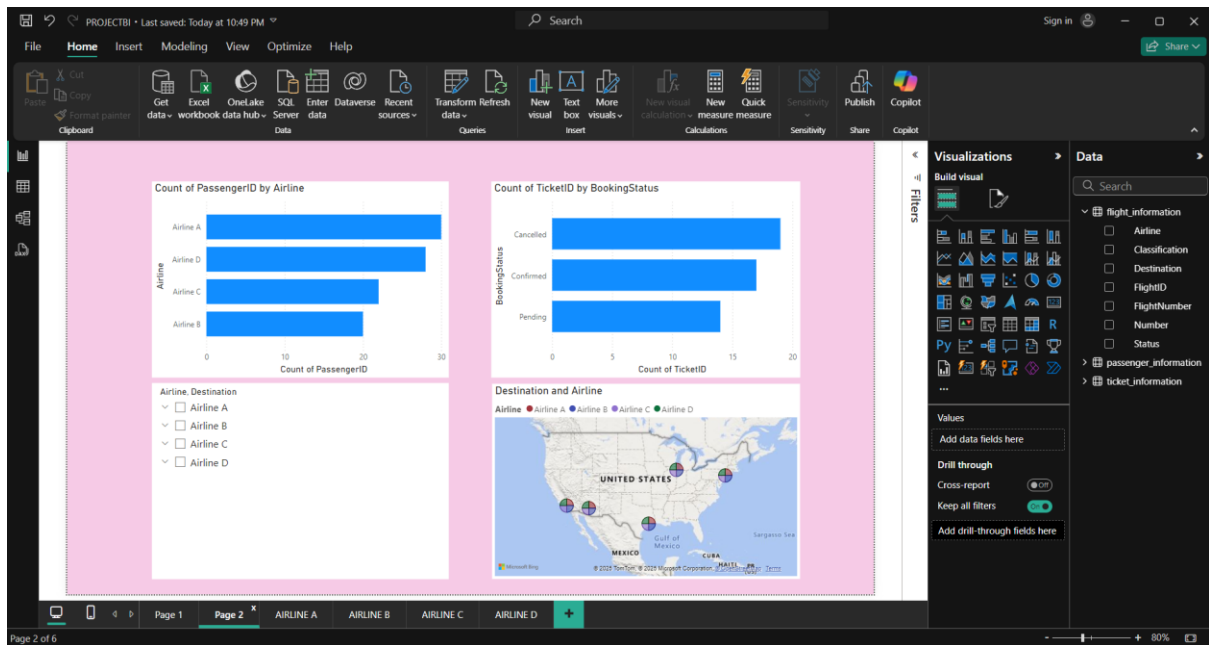 PROJECTBI • Last saved: Today at 10:49 PM
Search
Sign in
File Home Insert Modeling View Optimize Help
Share
Paste
Cut
Copy
Format painter
Clipboard
Get data
Excel workbook
OneLake data hub
SQL Server
Enter data
Dataverse
Recent sources
Data
Transform data
Refresh
Queries
New visual
Text box
More visuals
Insert
New visual calculation
New measure
Quick measure
Calculations
Sensitivity
Sensitivity
Publish
Share
Copilot
Copilot
Count of PassengerID by Airline
Airline
Airline A
Airline D
Airline C
Airline B
0 10 20 30
Count of PassengerID
Count of TicketID by BookingStatus
BookingStatus
Cancelled
Confirmed
Pending
0 5 10 15 20
Count of TicketID
Airline, Destination
Airline A
Airline B
Airline C
Airline D
Destination and Airline
Airline Airline A Airline B Airline C Airline D
UNITED STATES
Gulf of
Mexico
Sargasso Sea
MEXICO
CUBA
HAITI
PR
Microsoft Bing
© 2025 TomTom, © 2025 Microsoft Corporation, © OpenStreetMap Terms
Filters
Visualizations
Build visual
R
Py
Values
Add data fields here
Drill through
Cross-report
Off
Keep all filters
On
Add drill-through fields here
Data
Search
flight_information
Airline
Classification
Destination
FlightID
FlightNumber
Number
Status
passenger_information
ticket_information
Page 1 Page 2 AIRLINE A AIRLINE B AIRLINE C AIRLINE D
Page 2 of 6
80%